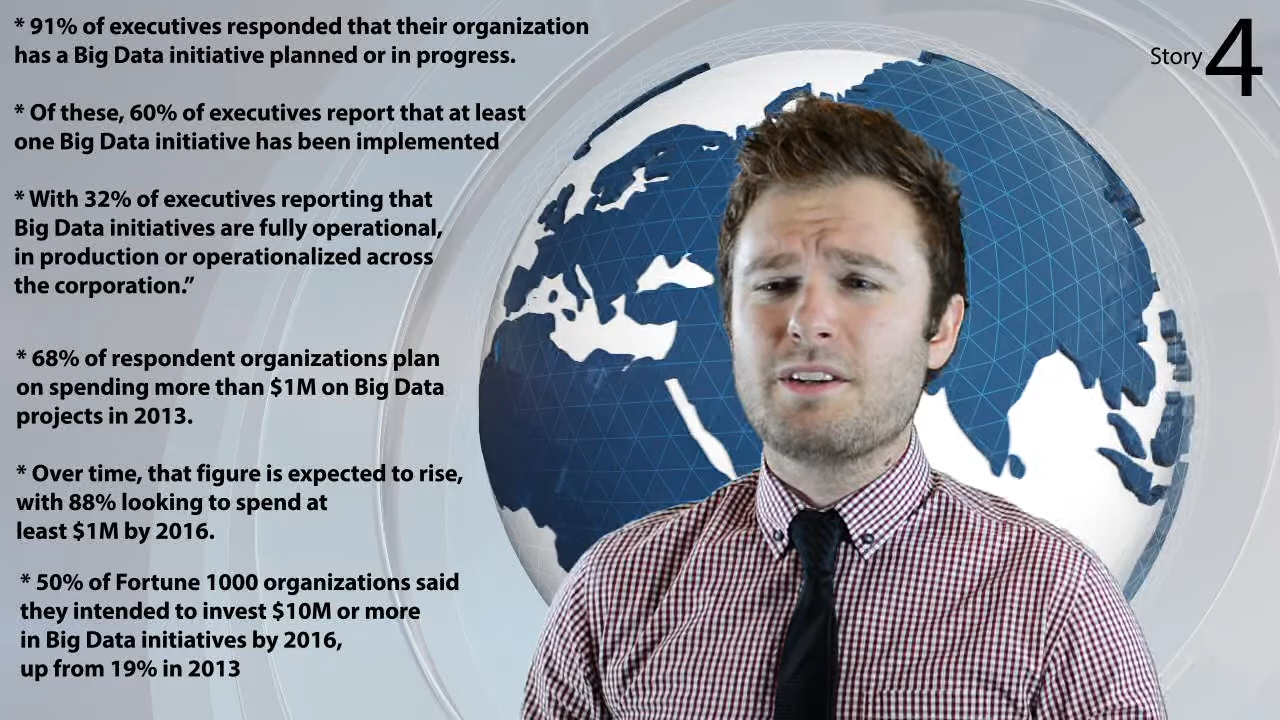 * 91% of executives responded that their organization
has a Big Data initiative planned or in progress.
* Of these, 60% of executives report that at least
one Big Data initiative has been implemented
* With 32% of executives reporting that
Big Data initiatives are fully operational,
in production or operationalized across
the corporation.”
* 68% of respondent organizations plan
on spending more than $1M on Big Data
projects in 2013.
* Over time, that figure is expected to rise,
with 88% looking to spend at
least $1M by 2016.
* 50% of Fortune 1000 organizations said
they intended to invest $10M or more
in Big Data initiatives by 2016,
up from 19% in 2013
Story 4